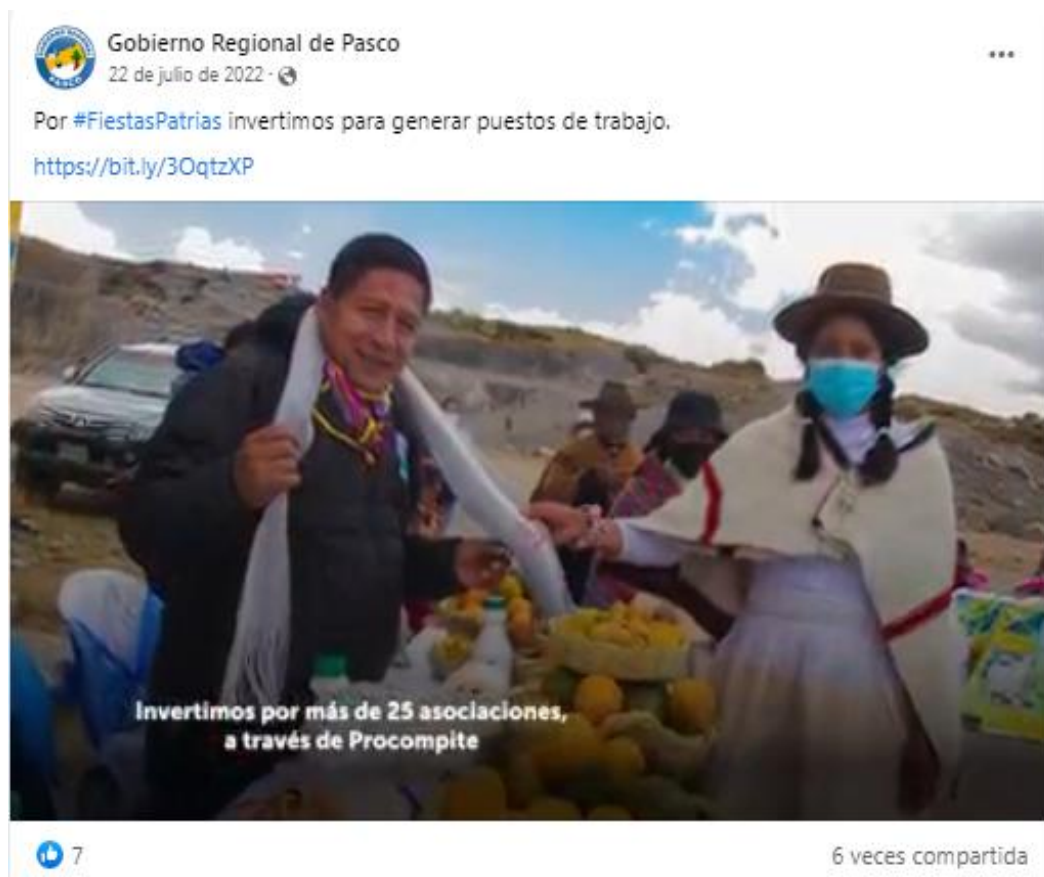 Gobierno Regional de Pasco
22 de julio de 2022 ·
Por #FiestasPatrias invertimos para generar puestos de trabajo.
https://bit.ly/3OqtzXP
Invertimos por más de 25 asociaciones,
a través de Procompite
7
6 veces compartida